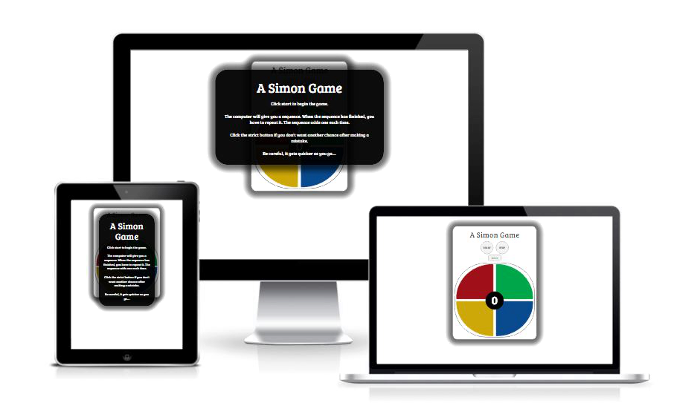 A Simon Game
A Simon Game
Click start to begin the game.
The computer will give you a sequence. When the sequence has finished, you
have to repeat it. The sequence adds one each time.
Click the strict button if you don't want another chance after making a
mistake.
Be careful, it gets quicker as you go...
A Simon
Game
Click start to begin the game.
The computer will give you a
sequence. When the sequence has
finished, you have to repeat it. The
sequence adds one each time.
Click the strict button if you don't
want another chance after
making a mistake.
Be careful, it gets quicker as you
go...
A Simon Game
START
STRICT
0